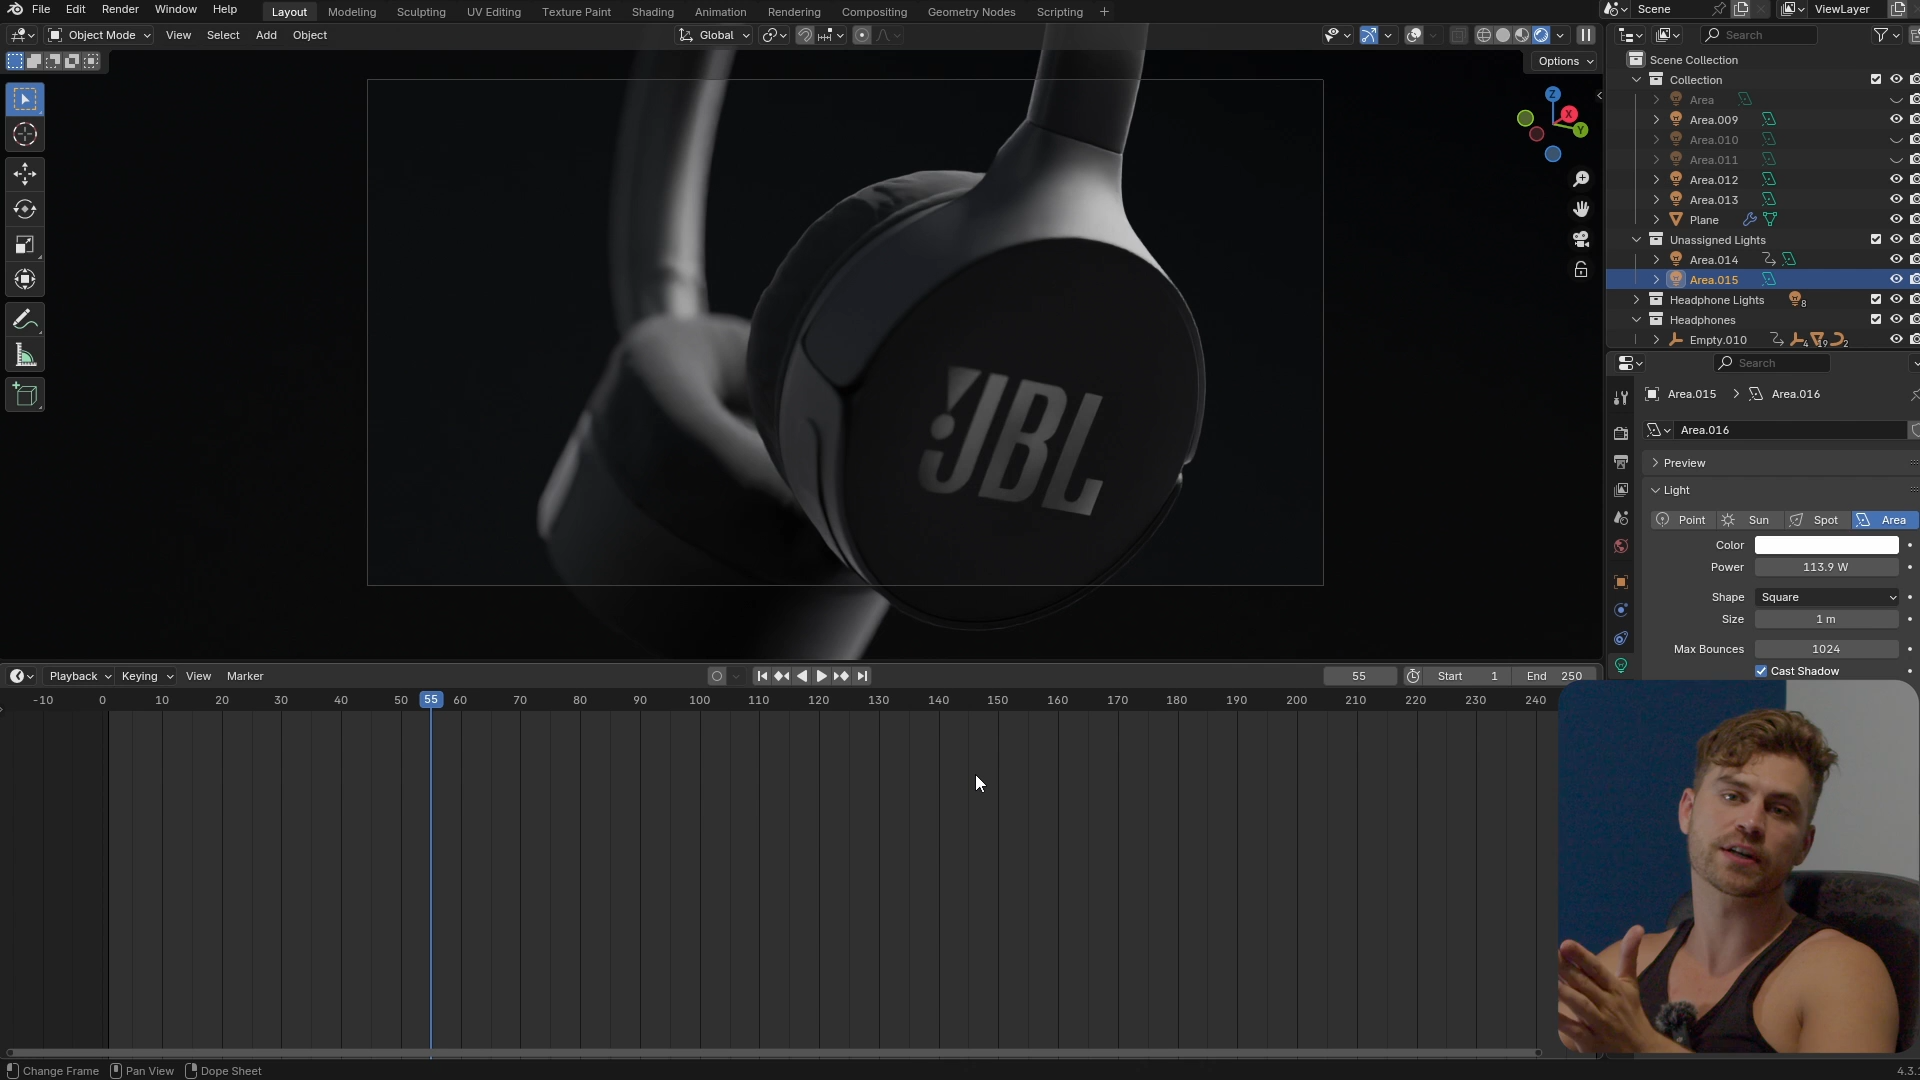 File Edit Render Window Help Layout Modeling Sculpting UV Editing Texture Paint Shading Animation Rendering Compositing Geometry Nodes Scripting + Scene ViewLayer
Object Mode View Select Add Object Global Search
Options
Z
X
Y
Scene Collection
Collection
Area
Area.009
Area.010
Area.011
Area.012
Area.013
Plane
Unassigned Lights
Area.014
Area.015
Headphone Lights 8
Headphones
Empty.010 4 19 2
Search
Area.015 > Area.016
Area.016
Preview
Light
Point Sun Spot Area
Color
Power 113.9 W
Shape Square
Size 1 m
Max Bounces 1024
Cast Shadow
JBL
Playback Keying View Marker 55 Start 1 End 250
-10 0 10 20 30 40 50 55 60 70 80 90 100 110 120 130 140 150 160 170 180 190 200 210 220 230 240
Change Frame Pan View Dope Sheet 4.3.